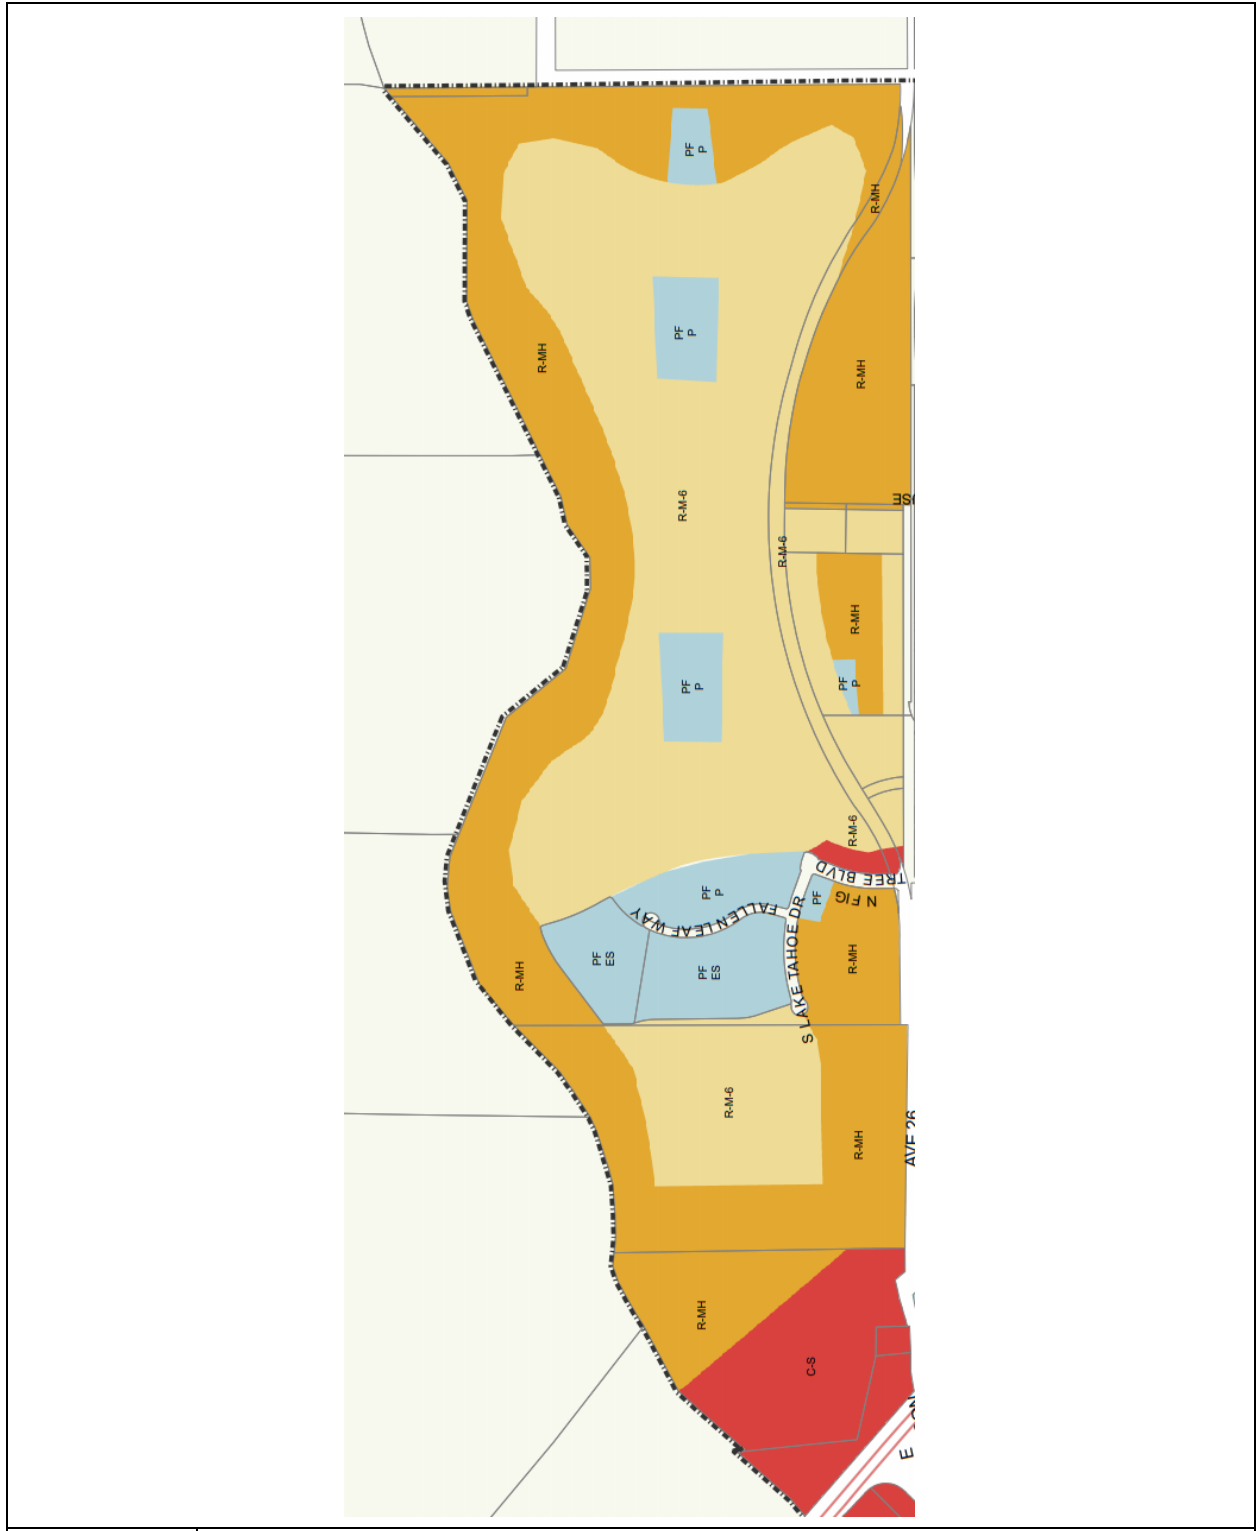 PF
P
R-MH
PF
P
R-MH
R-MH
R-M-6
R-M-6
R-MH
PF
P
PF
P
R-M-6
TREE BLVD
N FIG
PF
P
PF
FALLEN LEAF WAY
S LAKE TAHOE DR
PF
ES
PF
ES
R-MH
R-MH
R-M-6
R-MH
AVE 26
R-MH
C-S
E